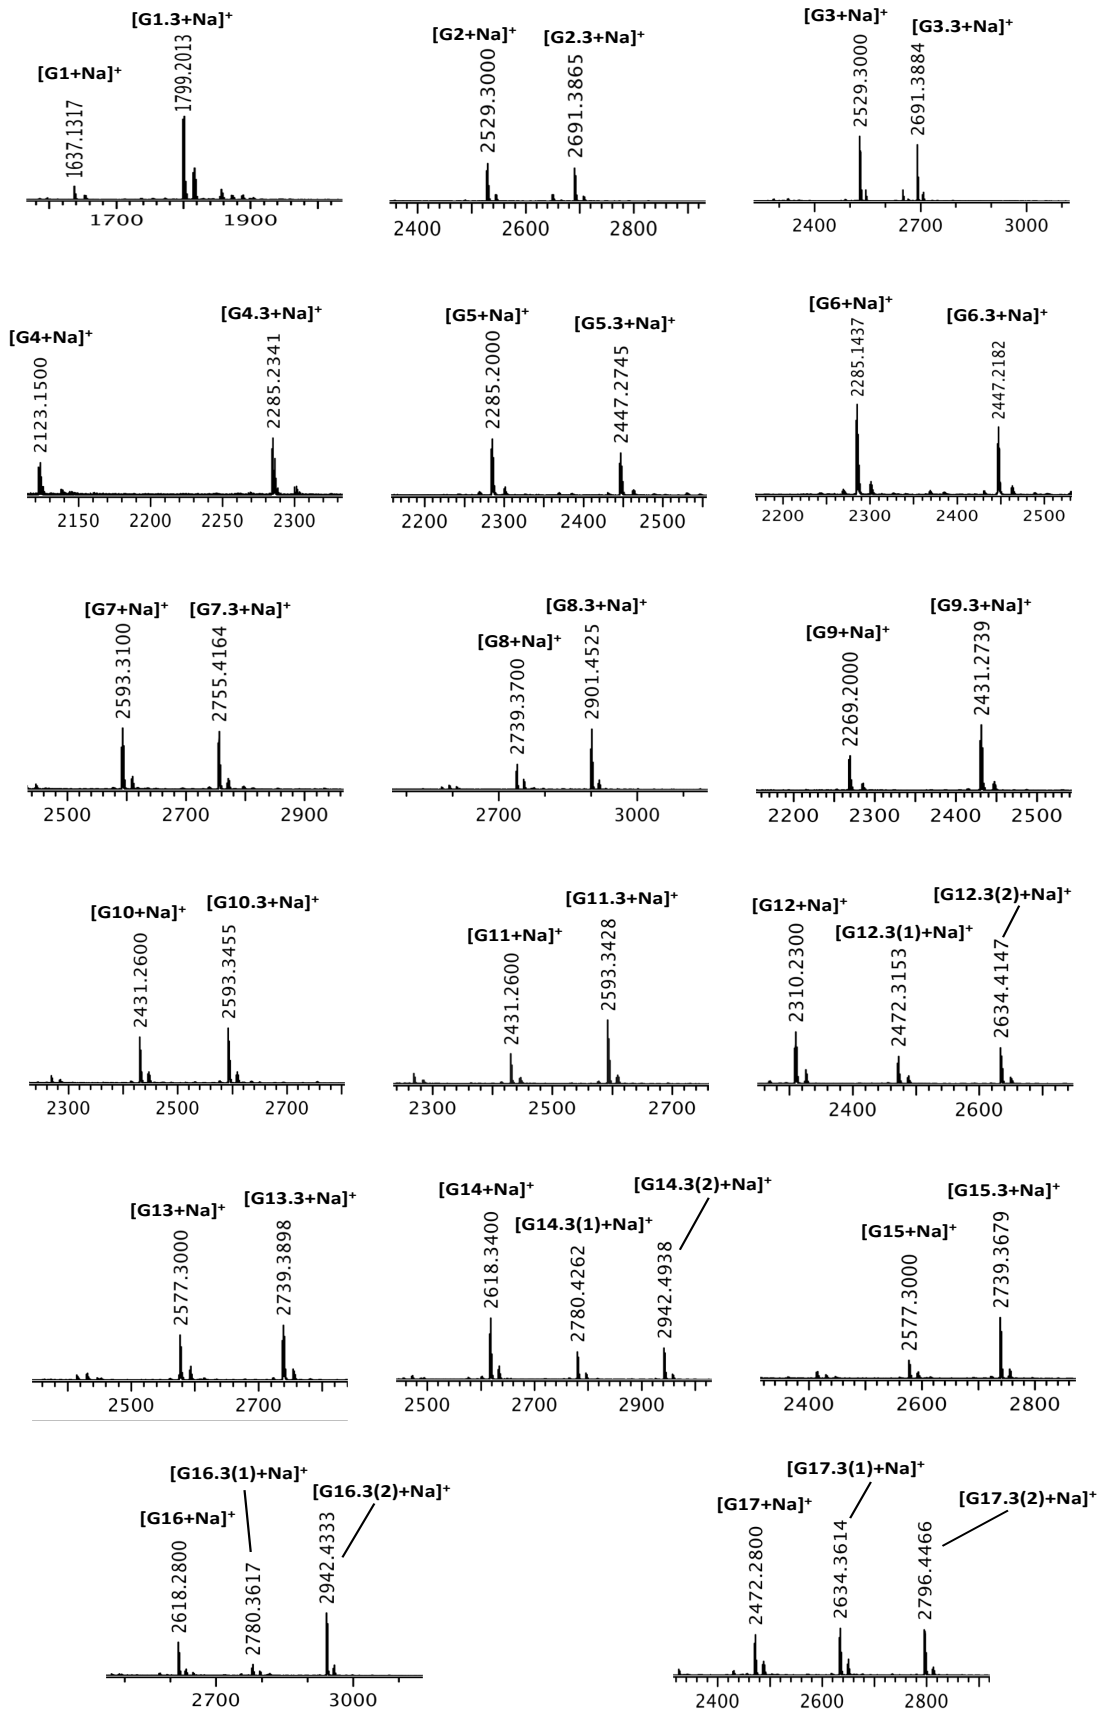 [G1+Na]⁺
1637.1317
[G1.3+Na]⁺
1799.2013
1700 1900
[G2+Na]⁺
2529.3000
[G2.3+Na]⁺
2691.3865
2400 2600 2800
[G3+Na]⁺
2529.3000
[G3.3+Na]⁺
2691.3884
2400 2700 3000
[G4+Na]⁺
2123.1500
[G4.3+Na]⁺
2285.2341
2150 2200 2250 2300
[G5+Na]⁺
2285.2000
[G5.3+Na]⁺
2447.2745
2200 2300 2400 2500
[G6+Na]⁺
2285.1437
[G6.3+Na]⁺
2447.2182
2200 2300 2400 2500
[G7+Na]⁺
2593.3100
[G7.3+Na]⁺
2755.4164
2500 2700 2900
[G8+Na]⁺
2739.3700
[G8.3+Na]⁺
2901.4525
2700 3000
[G9+Na]⁺
2269.2000
[G9.3+Na]⁺
2431.2739
2200 2300 2400 2500
[G10+Na]⁺
2431.2600
[G10.3+Na]⁺
2593.3455
2300 2500 2700
[G11+Na]⁺
2431.2600
[G11.3+Na]⁺
2593.3428
2300 2500 2700
[G12+Na]⁺
2310.2300
[G12.3(1)+Na]⁺
2472.3153
[G12.3(2)+Na]⁺
2634.4147
2400 2600
[G13+Na]⁺
2577.3000
[G13.3+Na]⁺
2739.3898
2500 2700
[G14+Na]⁺
2618.3400
[G14.3(1)+Na]⁺
2780.4262
[G14.3(2)+Na]⁺
2942.4938
2500 2700 2900
[G15+Na]⁺
2577.3000
[G15.3+Na]⁺
2739.3679
2400 2600 2800
[G16+Na]⁺
2618.2800
[G16.3(1)+Na]⁺
2780.3617
[G16.3(2)+Na]⁺
2942.4333
2700 3000
[G17+Na]⁺
2472.2800
[G17.3(1)+Na]⁺
2634.3614
[G17.3(2)+Na]⁺
2796.4466
2400 2600 2800